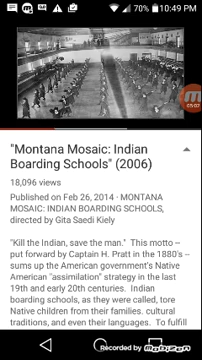 70% 10:49 PM
05:07
"Montana Mosaic: Indian
Boarding Schools" (2006)
18,096 views
Published on Feb 26, 2014 · MONTANA
MOSAIC: INDIAN BOARDING SCHOOLS,
directed by Gita Saedi Kiely
"Kill the Indian, save the man." This motto --
put forward by Captain H. Pratt in the 1880's --
sums up the American government's Native
American "assimilation" strategy in the last
19th and early 20th centuries. Indian
boarding schools, as they were called, tore
Native children from their families. cultural
traditions, and even their languages. To fulfill
Recorded by Mobizen